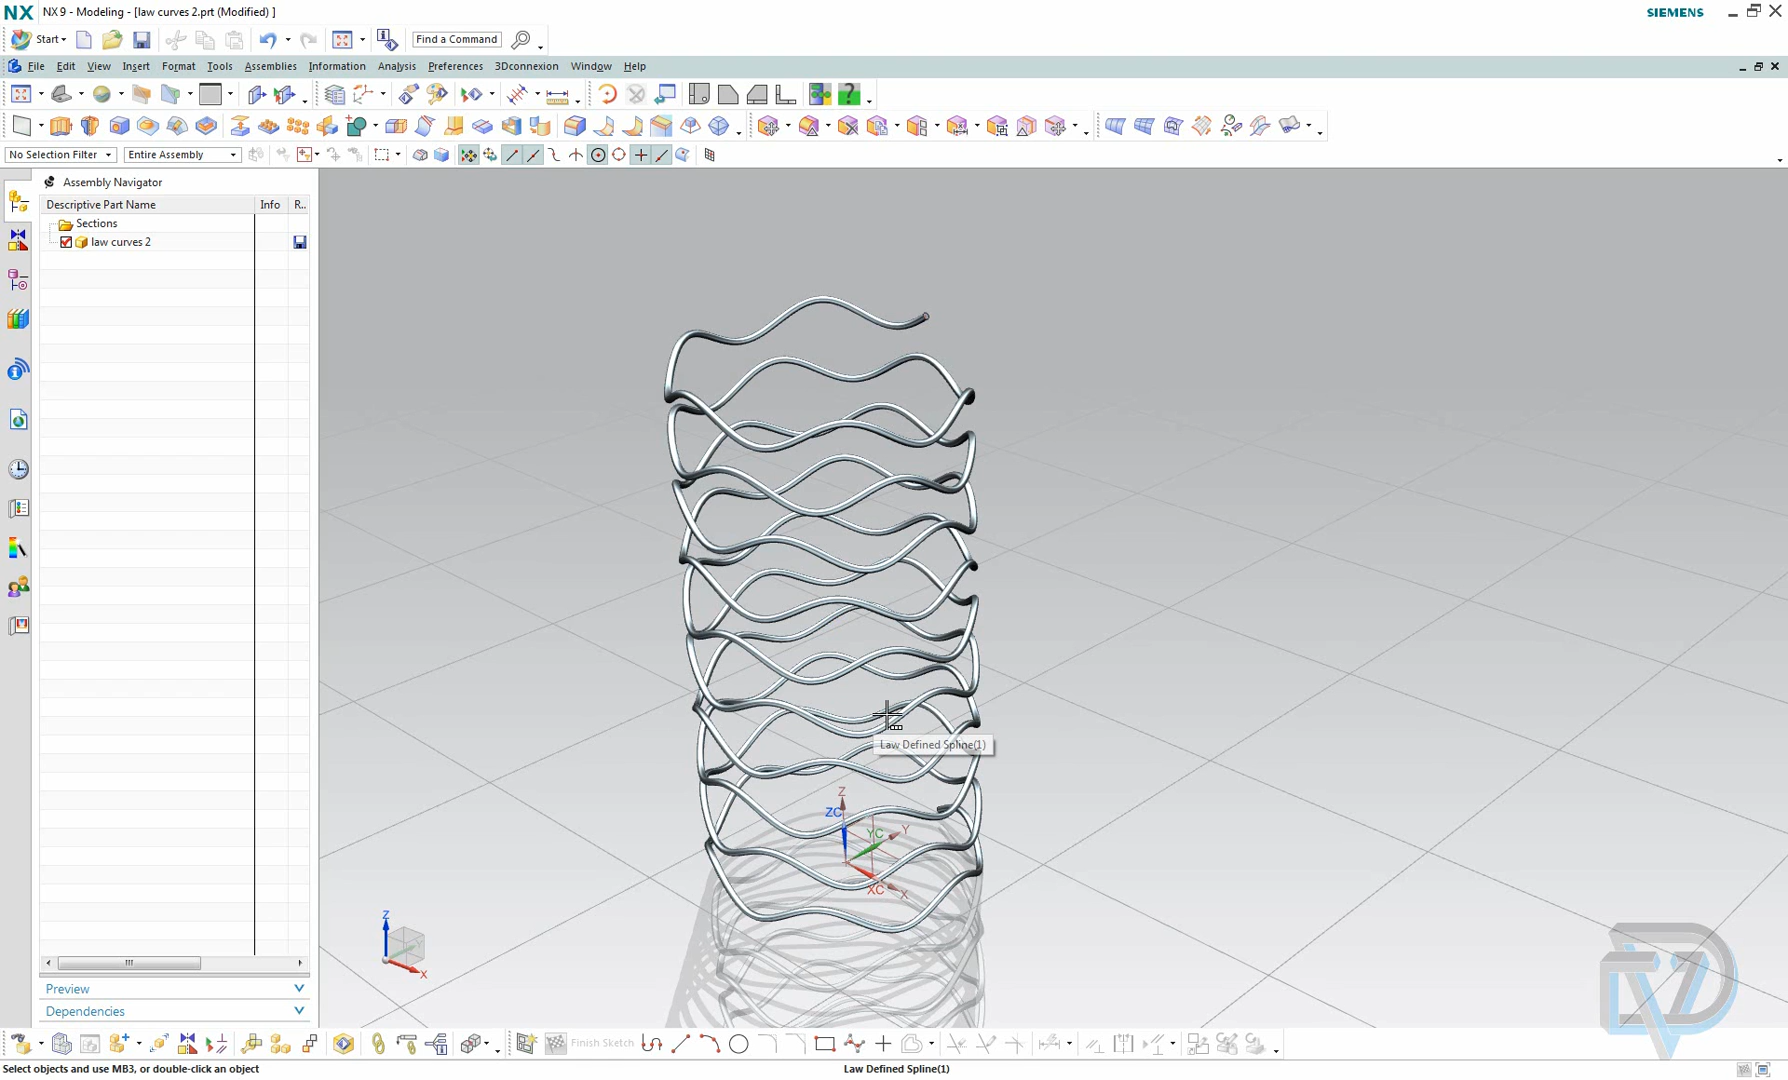 NX
NX 9 - Modeling - [law curves 2.prt (Modified) ]
SIEMENS
Start
Find a Command
File Edit View Insert Format Tools Assemblies Information Analysis Preferences 3Dconnexion Window Help
No Selection Filter
Entire Assembly
Assembly Navigator
Descriptive Part Name Info R..
Sections
law curves 2
Law Defined Spline(1)
Z
ZC
YC
Y
XC
X
Z
X
Preview
Dependencies
Finish Sketch
Select objects and use MB3, or double-click an object
Law Defined Spline(1)